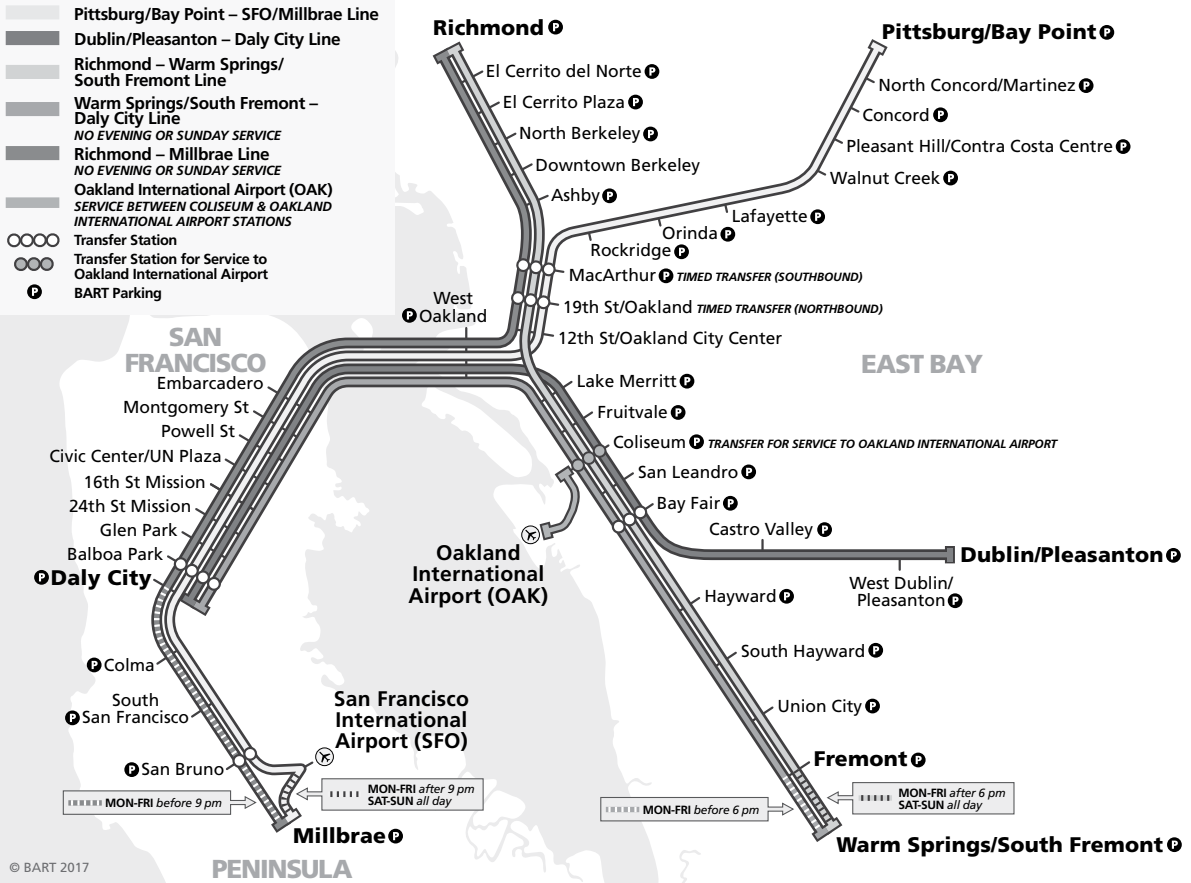 Pittsburg/Bay Point – SFO/Millbrae Line
Dublin/Pleasanton – Daly City Line
Richmond – Warm Springs/
South Fremont Line
Warm Springs/South Fremont –
Daly City Line
NO EVENING OR SUNDAY SERVICE
Richmond – Millbrae Line
NO EVENING OR SUNDAY SERVICE
Oakland International Airport (OAK)
SERVICE BETWEEN COLISEUM & OAKLAND
INTERNATIONAL AIRPORT STATIONS
Transfer Station
Transfer Station for Service to
Oakland International Airport
P BART Parking
Richmond P
El Cerrito del Norte P
El Cerrito Plaza P
North Berkeley P
Downtown Berkeley
Ashby P
Pittsburg/Bay Point P
North Concord/Martinez P
Concord P
Pleasant Hill/Contra Costa Centre P
Walnut Creek P
Lafayette P
Orinda P
Rockridge P
MacArthur P TIMED TRANSFER (SOUTHBOUND)
19th St/Oakland TIMED TRANSFER (NORTHBOUND)
12th St/Oakland City Center
West
P Oakland
SAN
FRANCISCO
EAST BAY
Embarcadero
Montgomery St
Powell St
Civic Center/UN Plaza
16th St Mission
24th St Mission
Glen Park
Balboa Park
P Daly City
Lake Merritt P
Fruitvale P
Coliseum P TRANSFER FOR SERVICE TO OAKLAND INTERNATIONAL AIRPORT
San Leandro P
Bay Fair P
Castro Valley P
Dublin/Pleasanton P
West Dublin/
Pleasanton P
Oakland
International
Airport (OAK)
Hayward P
South Hayward P
Union City P
Fremont P
P Colma
South
P San Francisco
P San Bruno
San Francisco
International
Airport (SFO)
MON-FRI before 9 pm
MON-FRI after 9 pm
SAT-SUN all day
Millbrae P
MON-FRI before 6 pm
MON-FRI after 6 pm
SAT-SUN all day
Warm Springs/South Fremont P
© BART 2017
PENINSULA